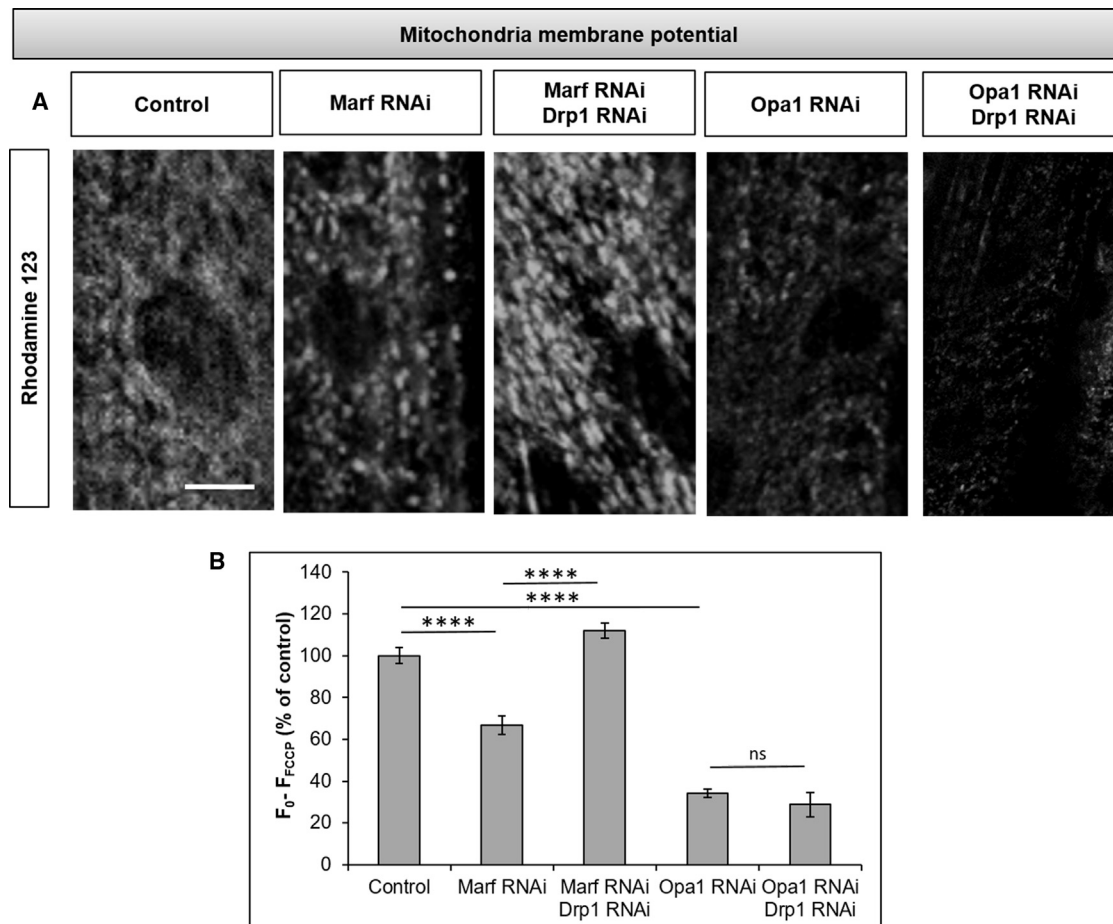 Mitochondria membrane potential
A
Control
Marf RNAi
Marf RNAi
Drp1 RNAi
Opa1 RNAi
Opa1 RNAi
Drp1 RNAi
Rhodamine 123
B
F0- FFCCP (% of control)
140
120
100
80
60
40
20
0
****
****
****
ns
Control
Marf RNAi
Marf RNAi
Drp1 RNAi
Opa1 RNAi
Opa1 RNAi
Drp1 RNAi